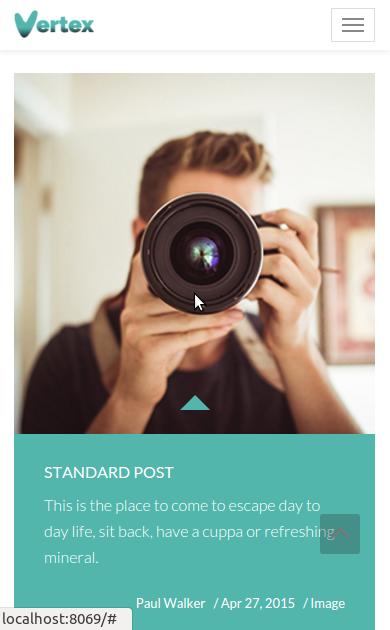 Vertex
STANDARD POST
This is the place to come to escape day to
day life, sit back, have a cuppa or refreshing
mineral.
Paul Walker / Apr 27, 2015 / Image
localhost:8069/#